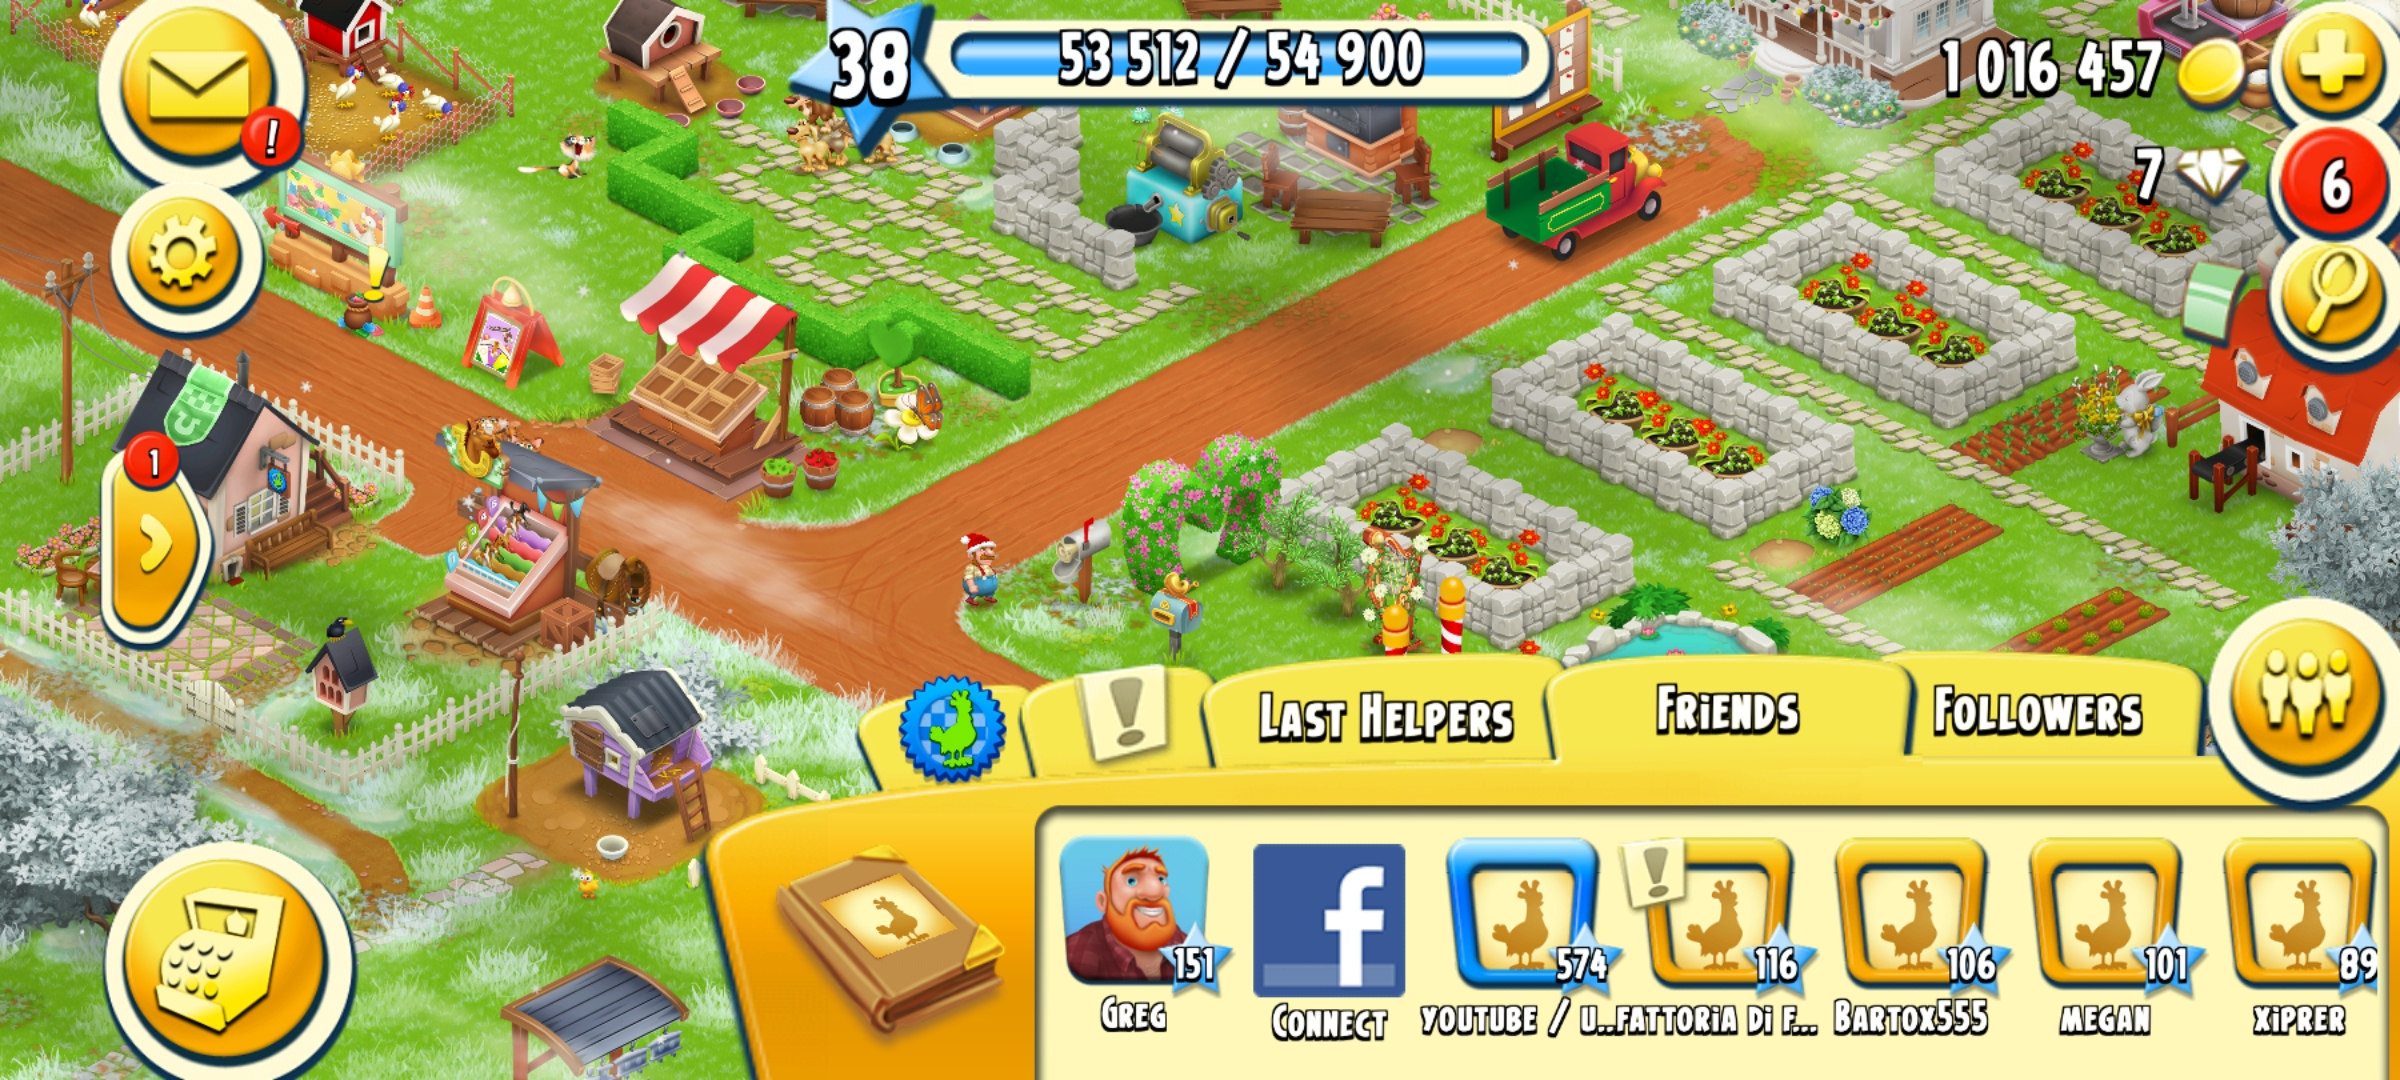 38
53 512 / 54 900
1 016 457
7
6
!
1
Last Helpers
Friends
Followers
151
574
116
106
101
89
Greg
Connect
youtube / u...
Fattoria di f...
Bartox555
megan
xiprer